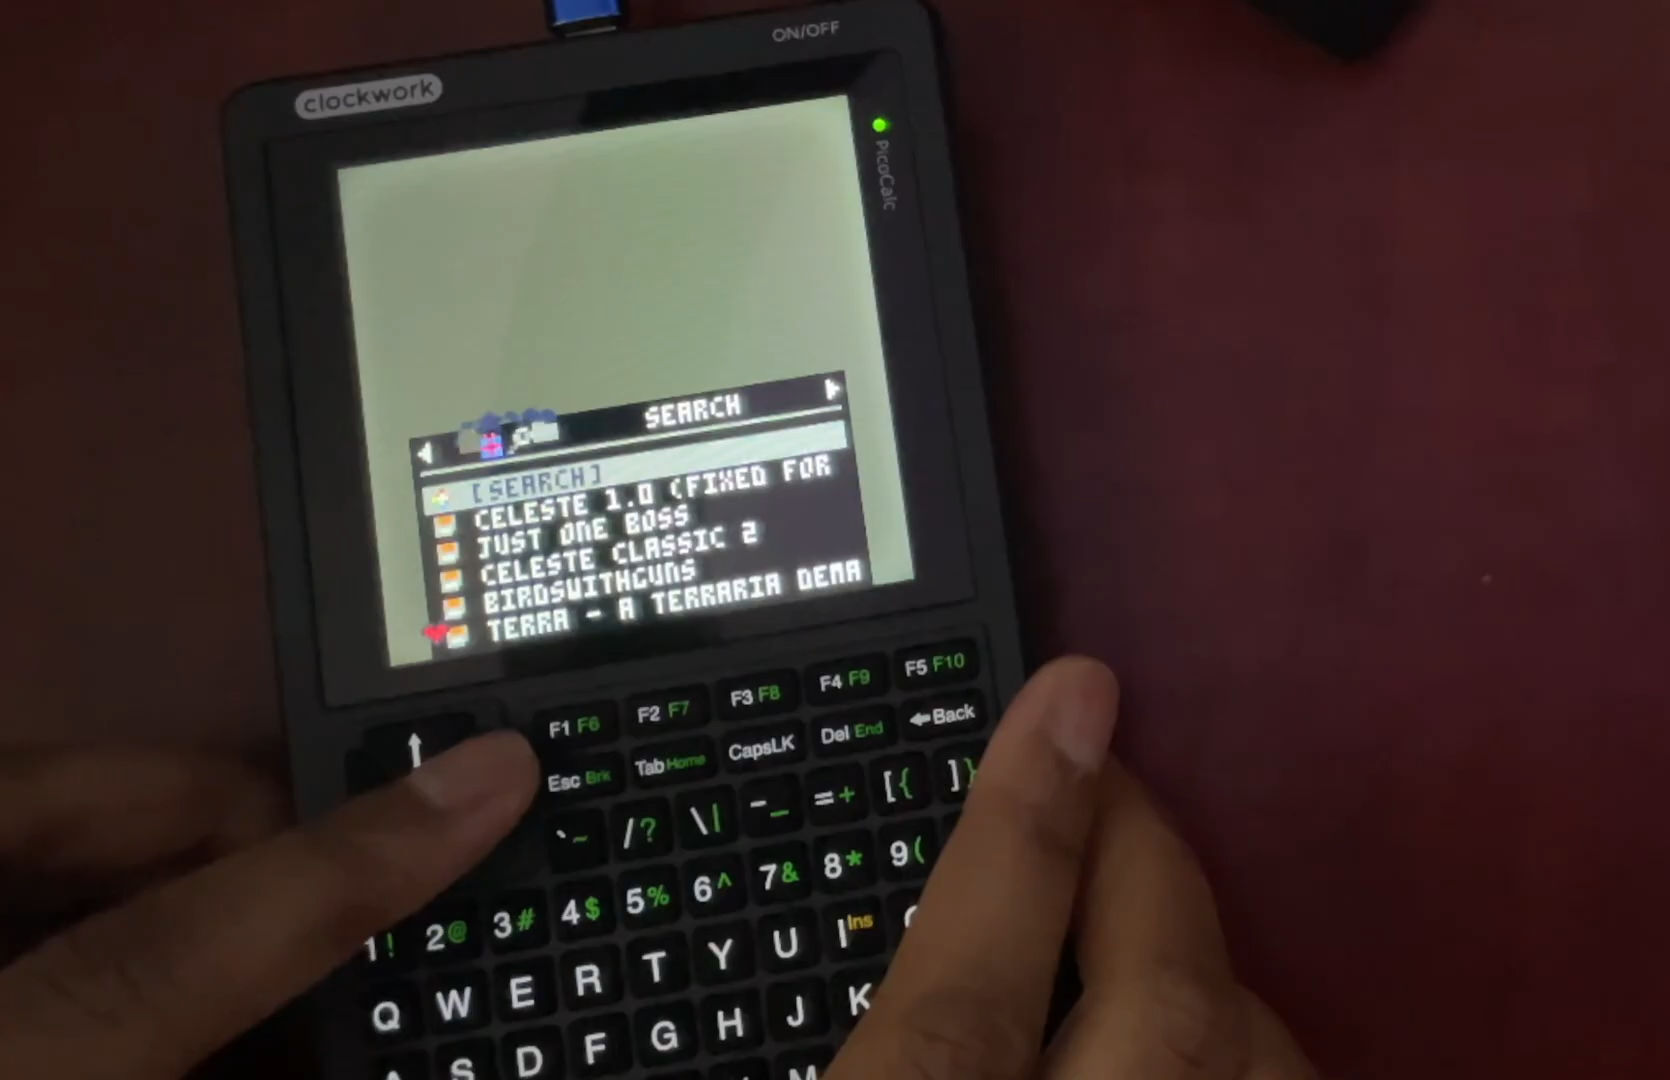 ON/OFF
clockwork
PicoCalc
SEARCH
[SEARCH]
CELESTE 1.0 (FIXED FOR
JUST ONE BOSS
CELESTE CLASSIC 2
BIRDSWITHGUNS
TERRA - A TERRARIA DEMA
F1 F6 F2 F7 F3 F8 F4 F9 F5 F10
Esc Brk Tab Home CapsLK Del End Back
`~ /? \| -_ =+ [{ ]}
1! 2@ 3# 4$ 5% 6^ 7& 8* 9(
Q W E R T Y U I Ins
S D F G H J K
M